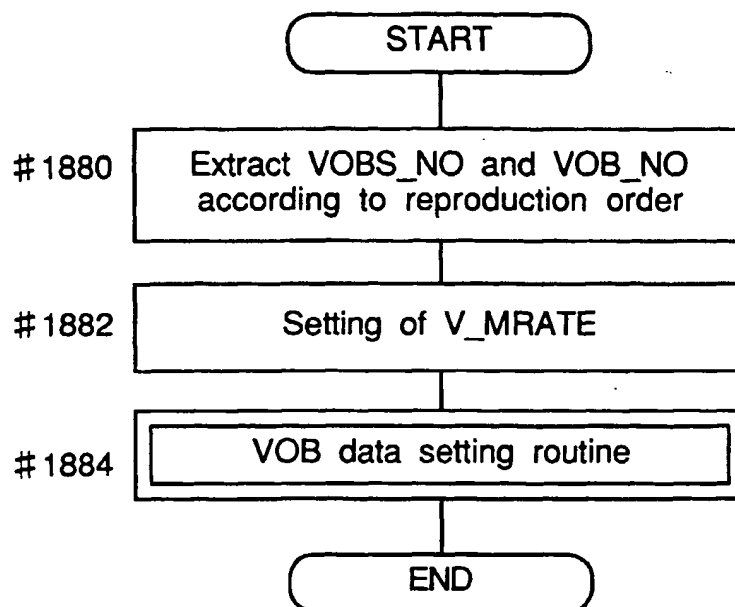 START
#1880
Extract VOBS_NO and VOB_NO
according to reproduction order
#1882
Setting of V_MRATE
#1884
VOB data setting routine
END